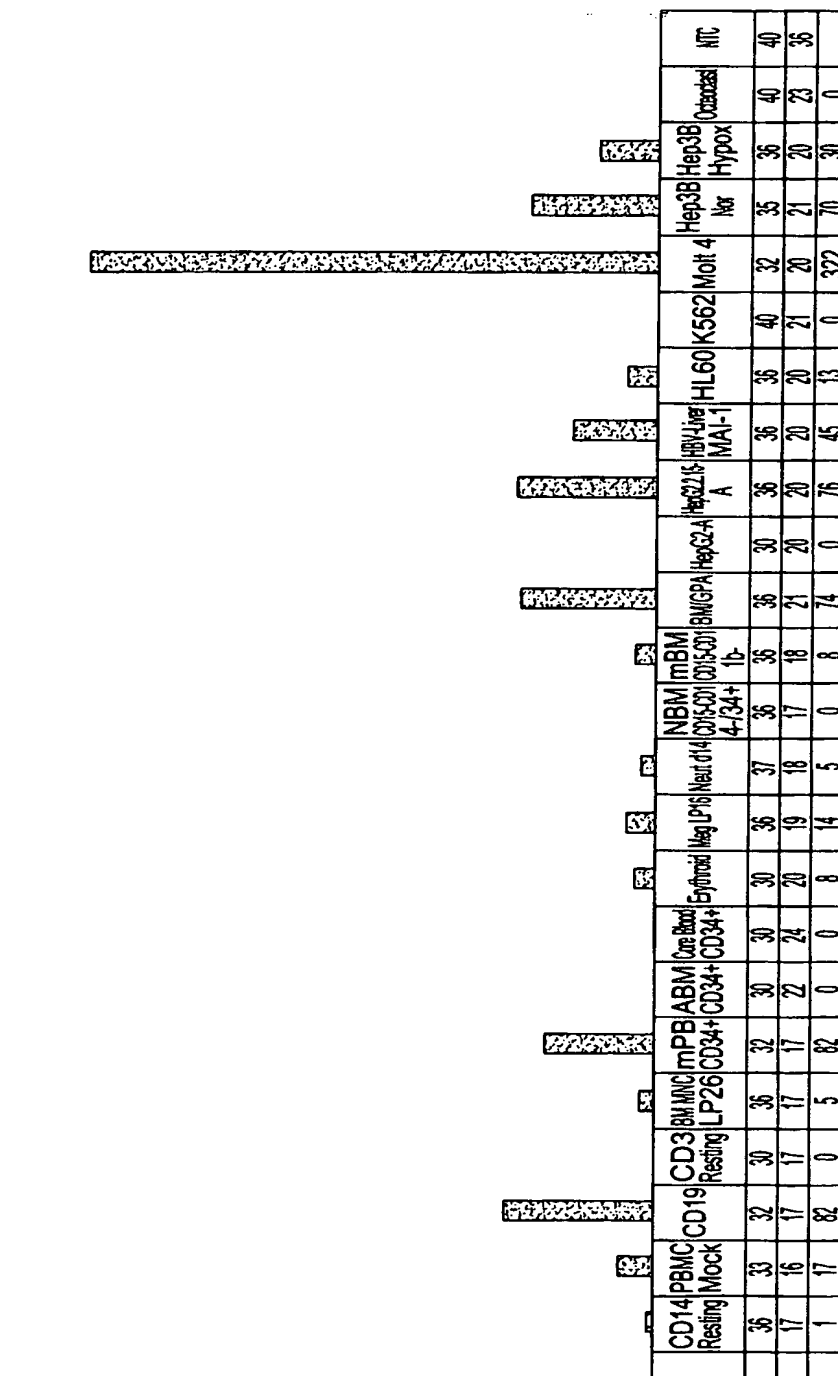 CD14 PBMC CD19 CD3 BM MNC mPB ABM Core Blood Erythroid Meg LP16 Neut d14 NBM mBM BM/GPA HepG2-A HepG2.2.15- HBV-Liver HL60 K562 Molt 4 Hep3B Hep3B NTC
Resting Mock Resting LP26 CD34+ CD34+ CD34+ CD15-CD1 CD15-CD1 A MAI-1 Nor Hypox
4-/34+ 1b-
36 33 32 30 36 32 30 30 30 36 37 36 36 36 30 36 36 36 40 32 35 36 40 40
17 16 17 17 17 17 22 24 20 19 18 17 18 21 20 20 20 20 21 20 21 20 23 36
1 17 82 0 5 82 0 0 8 14 5 0 8 74 0 76 45 13 0 322 70 30 0